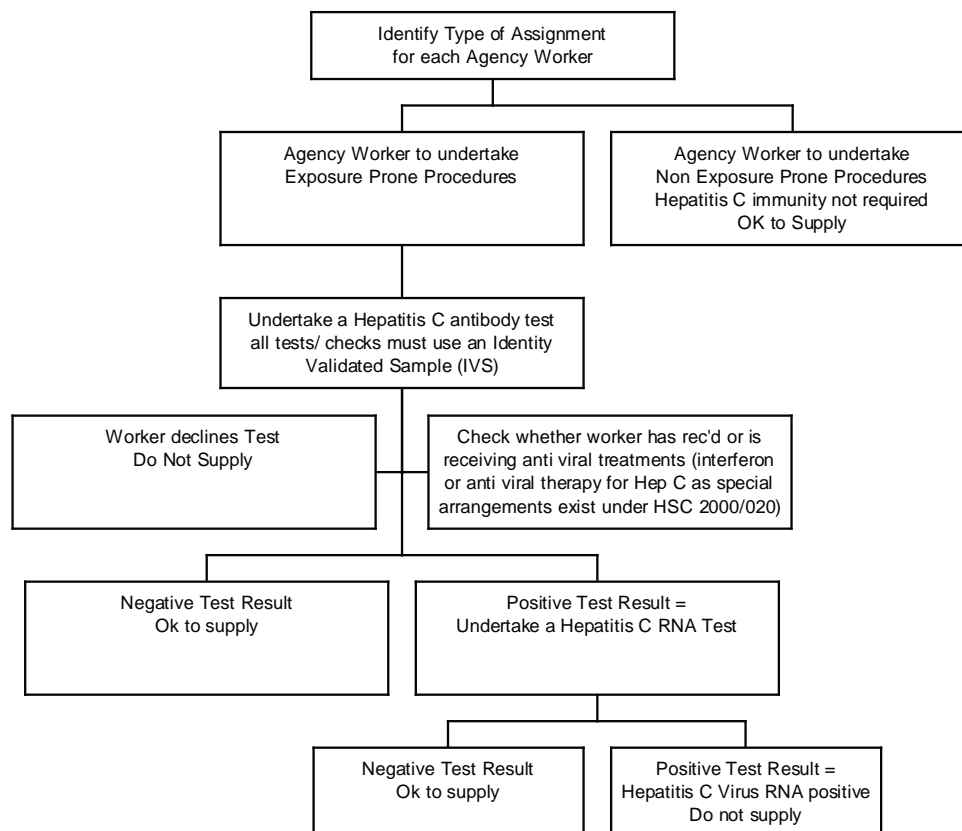 Identify Type of Assignment
for each Agency Worker
Agency Worker to undertake
Exposure Prone Procedures
Agency Worker to undertake
Non Exposure Prone Procedures
Hepatitis C immunity not required
OK to Supply
Undertake a Hepatitis C antibody test
all tests/ checks must use an Identity
Validated Sample (IVS)
Worker declines Test
Do Not Supply
Check whether worker has rec'd or is
receiving anti viral treatments (interferon
or anti viral therapy for Hep C as special
arrangements exist under HSC 2000/020)
Negative Test Result
Ok to supply
Positive Test Result =
Undertake a Hepatitis C RNA Test
Negative Test Result
Ok to supply
Positive Test Result =
Hepatitis C Virus RNA positive
Do not supply